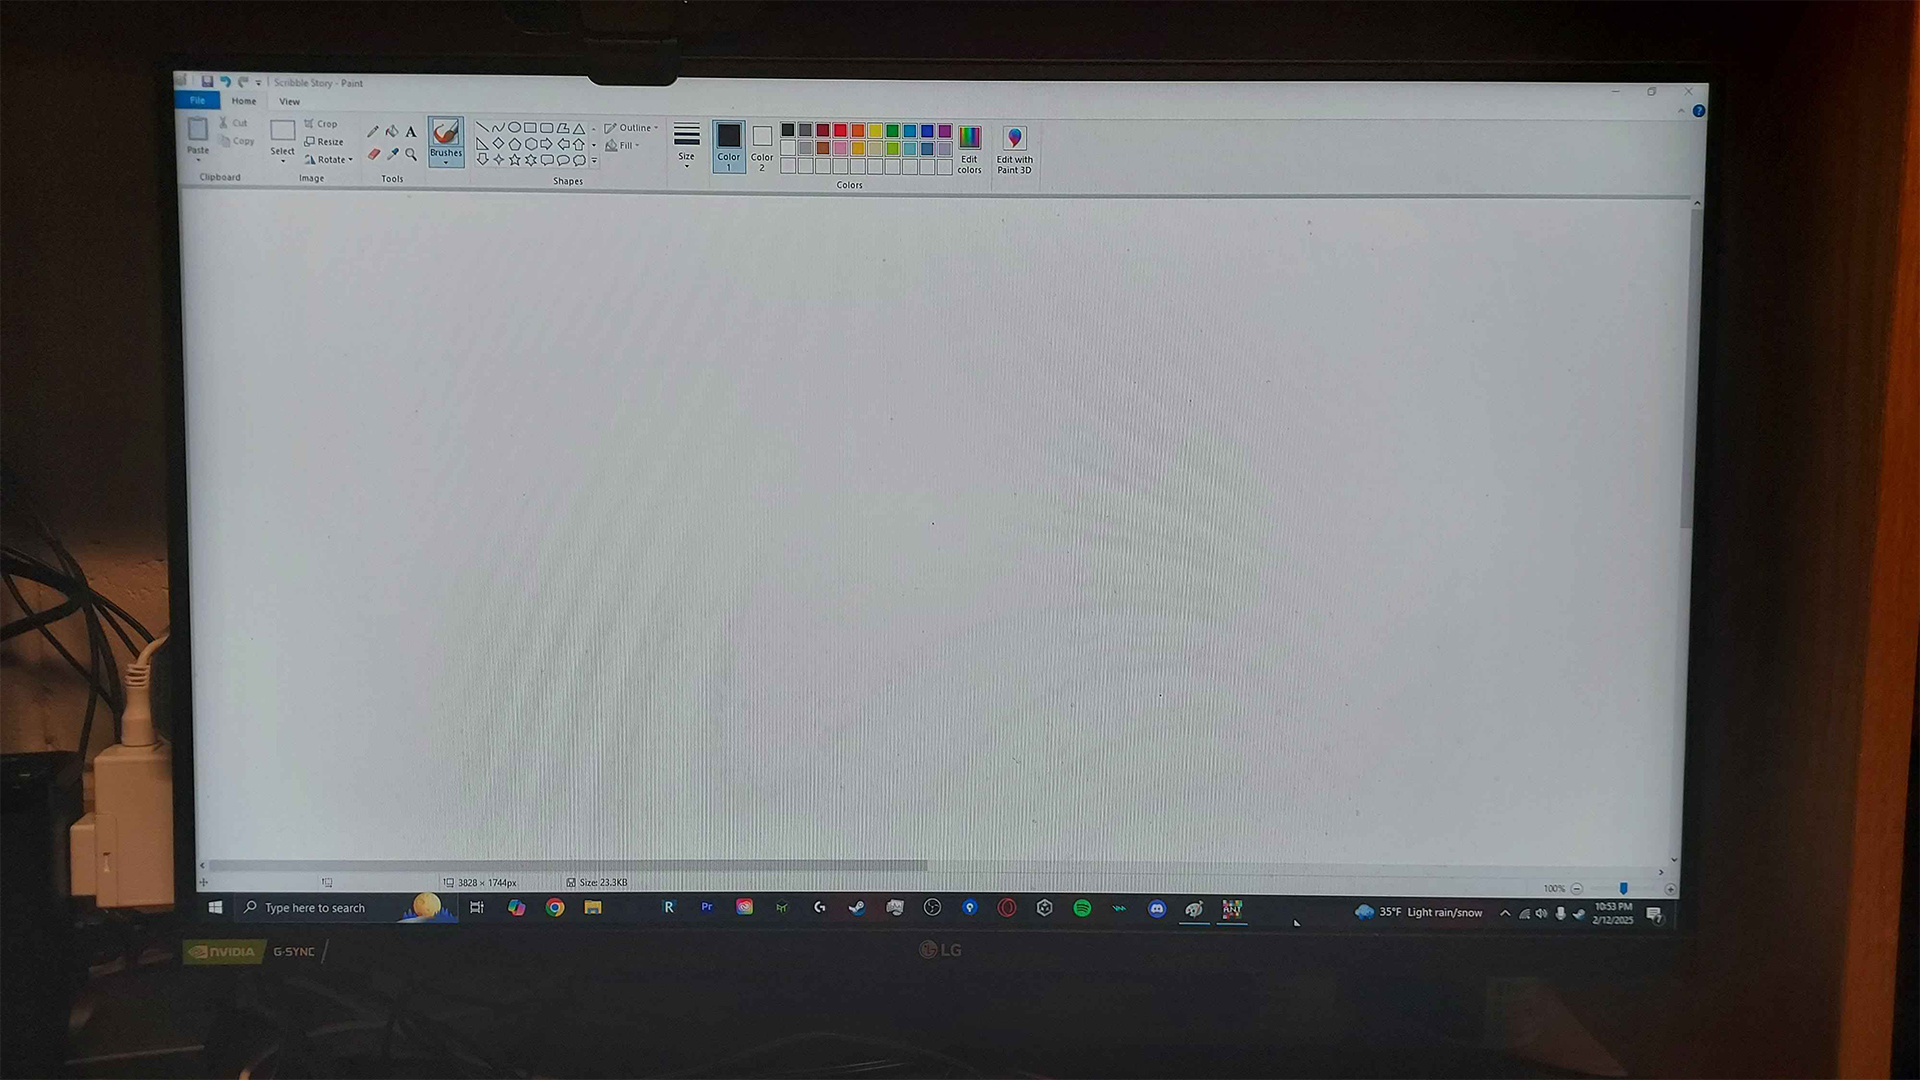 Scribble Story - Paint
File Home View
Paste
Cut
Copy
Clipboard
Select
Crop
Resize
Rotate
Image
A
Tools
Brushes
Outline
Fill
Shapes
Size
Color 1
Color 2
Edit colors
Edit with Paint 3D
Colors
3828 × 1744px
Size: 23.3KB
100%
Type here to search
R
Pr
35°F Light rain/snow
10:53 PM
2/12/2025
NVIDIA G-SYNC
LG